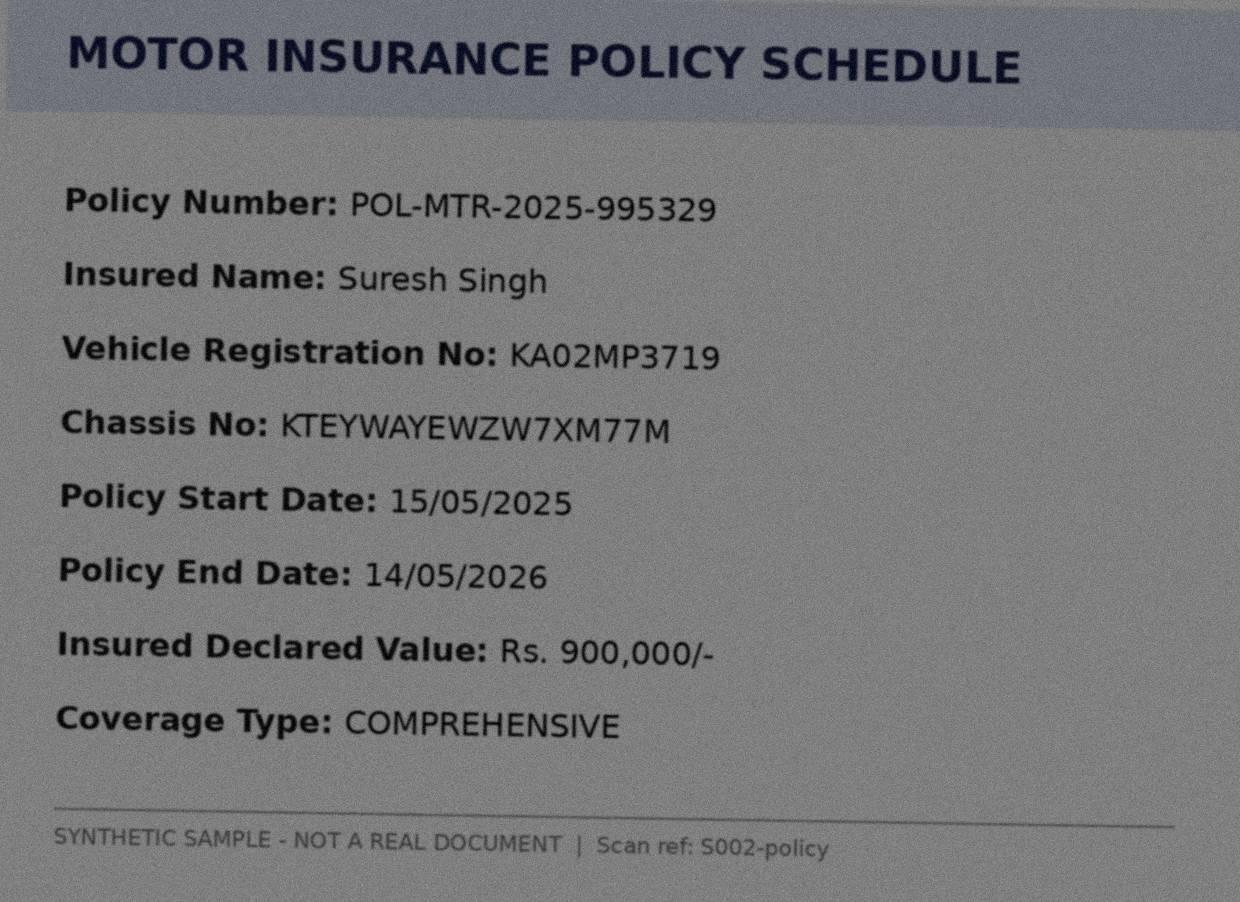 MOTOR INSURANCE POLICY SCHEDULE
Policy Number: POL-MTR-2025-995329
Insured Name: Suresh Singh
Vehicle Registration No: KA02MP3719
Chassis No: KTEYWAYEWZW7XM77M
Policy Start Date: 15/05/2025
Policy End Date: 14/05/2026
Insured Declared Value: Rs. 900,000/-
Coverage Type: COMPREHENSIVE
SYNTHETIC SAMPLE - NOT A REAL DOCUMENT | Scan ref: S002-policy